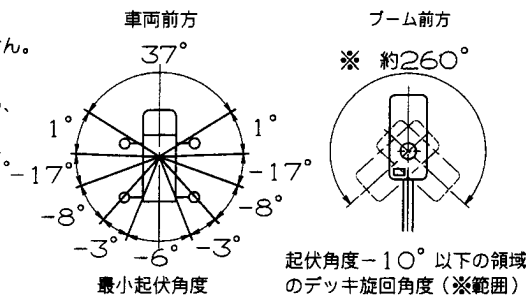 車両前方
ブーム前方
ん。
37°
※ 約260°
、
1°
1°
°
-17°
-17°
-8°
-8°
-3°
-6°
-3°
最小起伏角度
起伏角度-10°以下の領域
のデッキ旋回角度(※範囲)